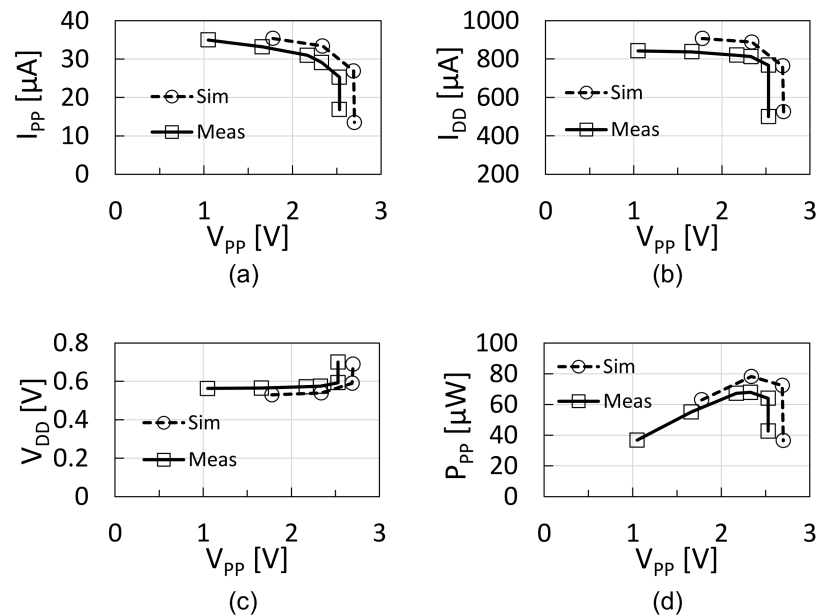 40
30
20
10
0
I_PP [µA]
Sim
Meas
0 1 2 3
V_PP [V]
(a)
1000
800
600
400
200
I_DD [µA]
Sim
Meas
0 1 2 3
V_PP [V]
(b)
0.8
0.6
0.4
0.2
0
V_DD [V]
Sim
Meas
0 1 2 3
V_PP [V]
(c)
100
80
60
40
20
0
P_PP [µW]
Sim
Meas
0 1 2 3
V_PP [V]
(d)